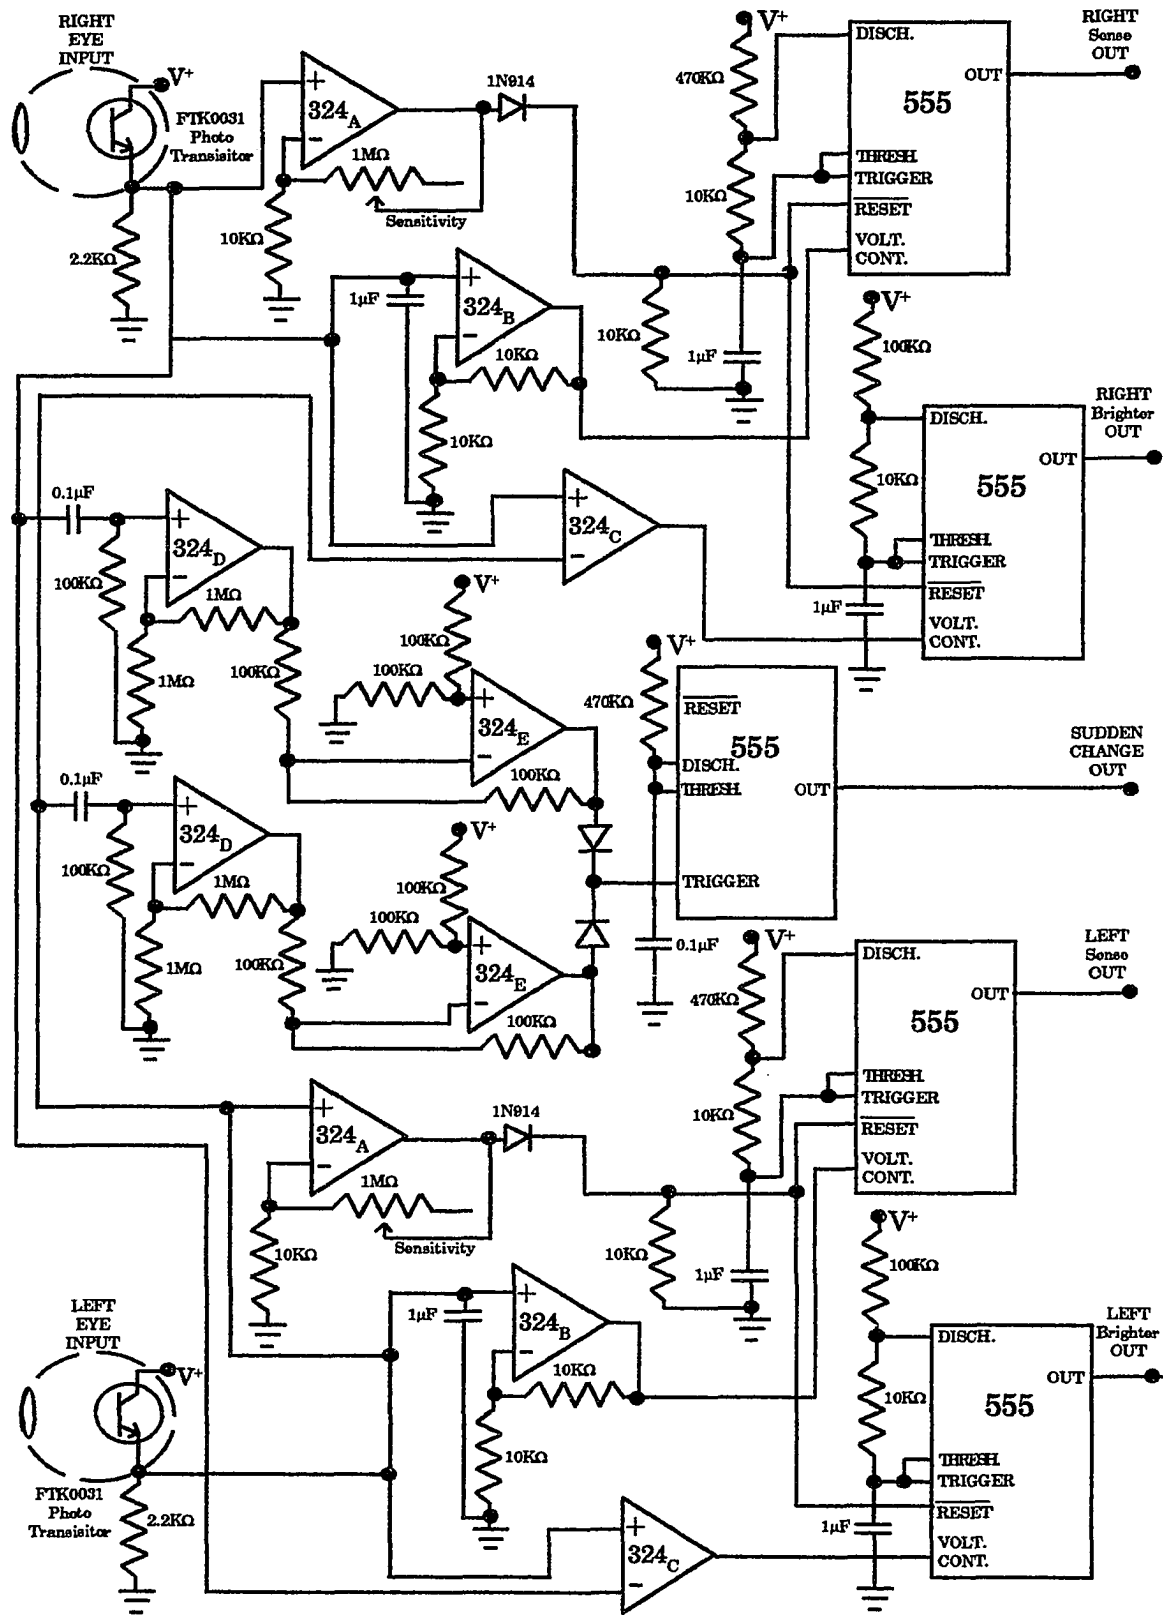 RIGHT
EYE
INPUT
V+
FTK0031
Photo
Transisitor
2.2KΩ
+
324A
−
1N914
1MΩ
Sensitivity
10KΩ
V+
470KΩ
10KΩ
10KΩ
1µF
DISCH.
OUT
555
THRESH.
TRIGGER
RESET
VOLT.
CONT.
RIGHT
Sense
OUT
1µF
+
324B
−
10KΩ
10KΩ
V+
100KΩ
10KΩ
1µF
DISCH.
OUT
555
THRESH.
TRIGGER
RESET
VOLT.
CONT.
RIGHT
Brighter
OUT
+
324C
−
0.1µF
+
324D
−
100KΩ
1MΩ
1MΩ
100KΩ
V+
100KΩ
100KΩ
+
324E
−
100KΩ
V+
470KΩ
RESET
555
DISCH.
THRESH.
OUT
TRIGGER
0.1µF
SUDDEN
CHANGE
OUT
0.1µF
+
324D
−
100KΩ
1MΩ
1MΩ
100KΩ
V+
100KΩ
100KΩ
+
324E
−
100KΩ
V+
470KΩ
10KΩ
10KΩ
1µF
DISCH.
OUT
555
THRESH.
TRIGGER
RESET
VOLT.
CONT.
LEFT
Sense
OUT
+
324A
−
1N914
1MΩ
Sensitivity
10KΩ
LEFT
EYE
INPUT
V+
FTK0031
Photo
Transisitor
2.2KΩ
1µF
+
324B
−
10KΩ
10KΩ
V+
100KΩ
10KΩ
1µF
DISCH.
OUT
555
THRESH.
TRIGGER
RESET
VOLT.
CONT.
LEFT
Brighter
OUT
+
324C
−